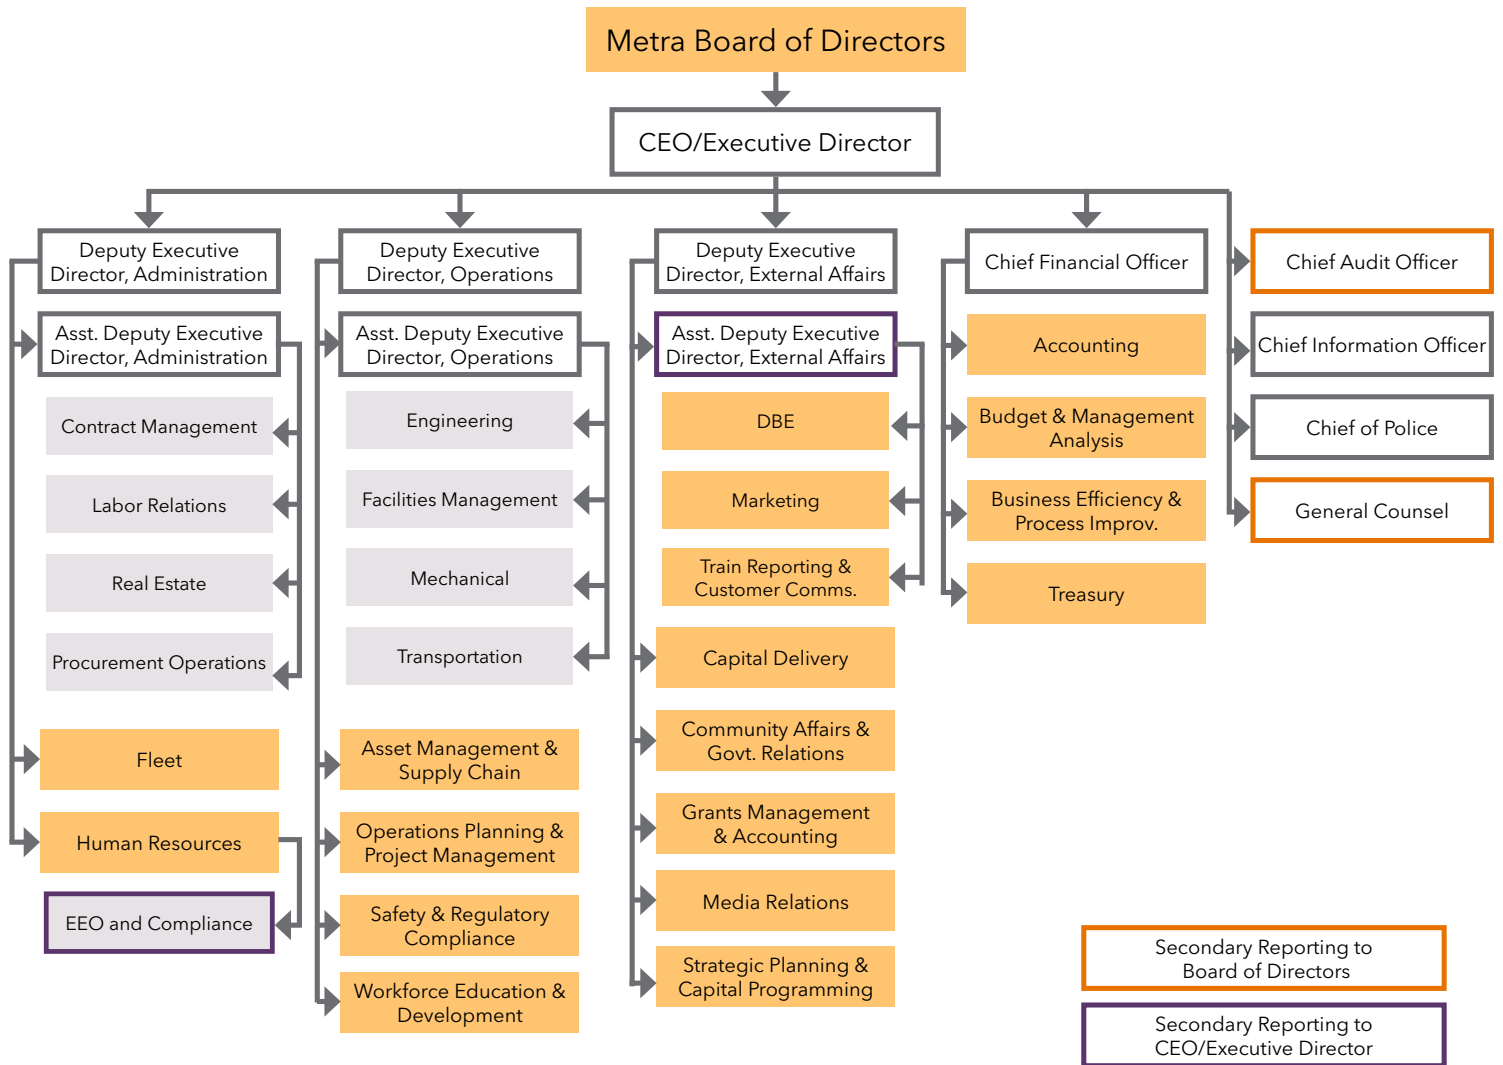 Metra Board of Directors
CEO/Executive Director
Deputy Executive
Director, Administration
Asst. Deputy Executive
Director, Administration
Contract Management
Labor Relations
Real Estate
Procurement Operations
Fleet
Human Resources
EEO and Compliance
Deputy Executive
Director, Operations
Asst. Deputy Executive
Director, Operations
Engineering
Facilities Management
Mechanical
Transportation
Asset Management &
Supply Chain
Operations Planning &
Project Management
Safety & Regulatory
Compliance
Workforce Education &
Development
Deputy Executive
Director, External Affairs
Asst. Deputy Executive
Director, External Affairs
DBE
Marketing
Train Reporting &
Customer Comms.
Capital Delivery
Community Affairs &
Govt. Relations
Grants Management
& Accounting
Media Relations
Strategic Planning &
Capital Programming
Chief Financial Officer
Accounting
Budget & Management
Analysis
Business Efficiency &
Process Improv.
Treasury
Chief Audit Officer
Chief Information Officer
Chief of Police
General Counsel
Secondary Reporting to
Board of Directors
Secondary Reporting to
CEO/Executive Director